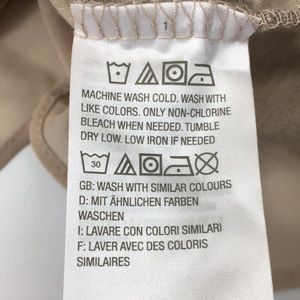 1
MACHINE WASH COLD. WASH WITH
LIKE COLORS. ONLY NON-CHLORINE
BLEACH WHEN NEEDED. TUMBLE
DRY LOW. LOW IRON IF NEEDED
30
GB: WASH WITH SIMILAR COLOURS
D: MIT ÄHNLICHEN FARBEN
WASCHEN
I: LAVARE CON COLORI SIMILARI
F: LAVER AVEC DES COLORIS
SIMILAIRES